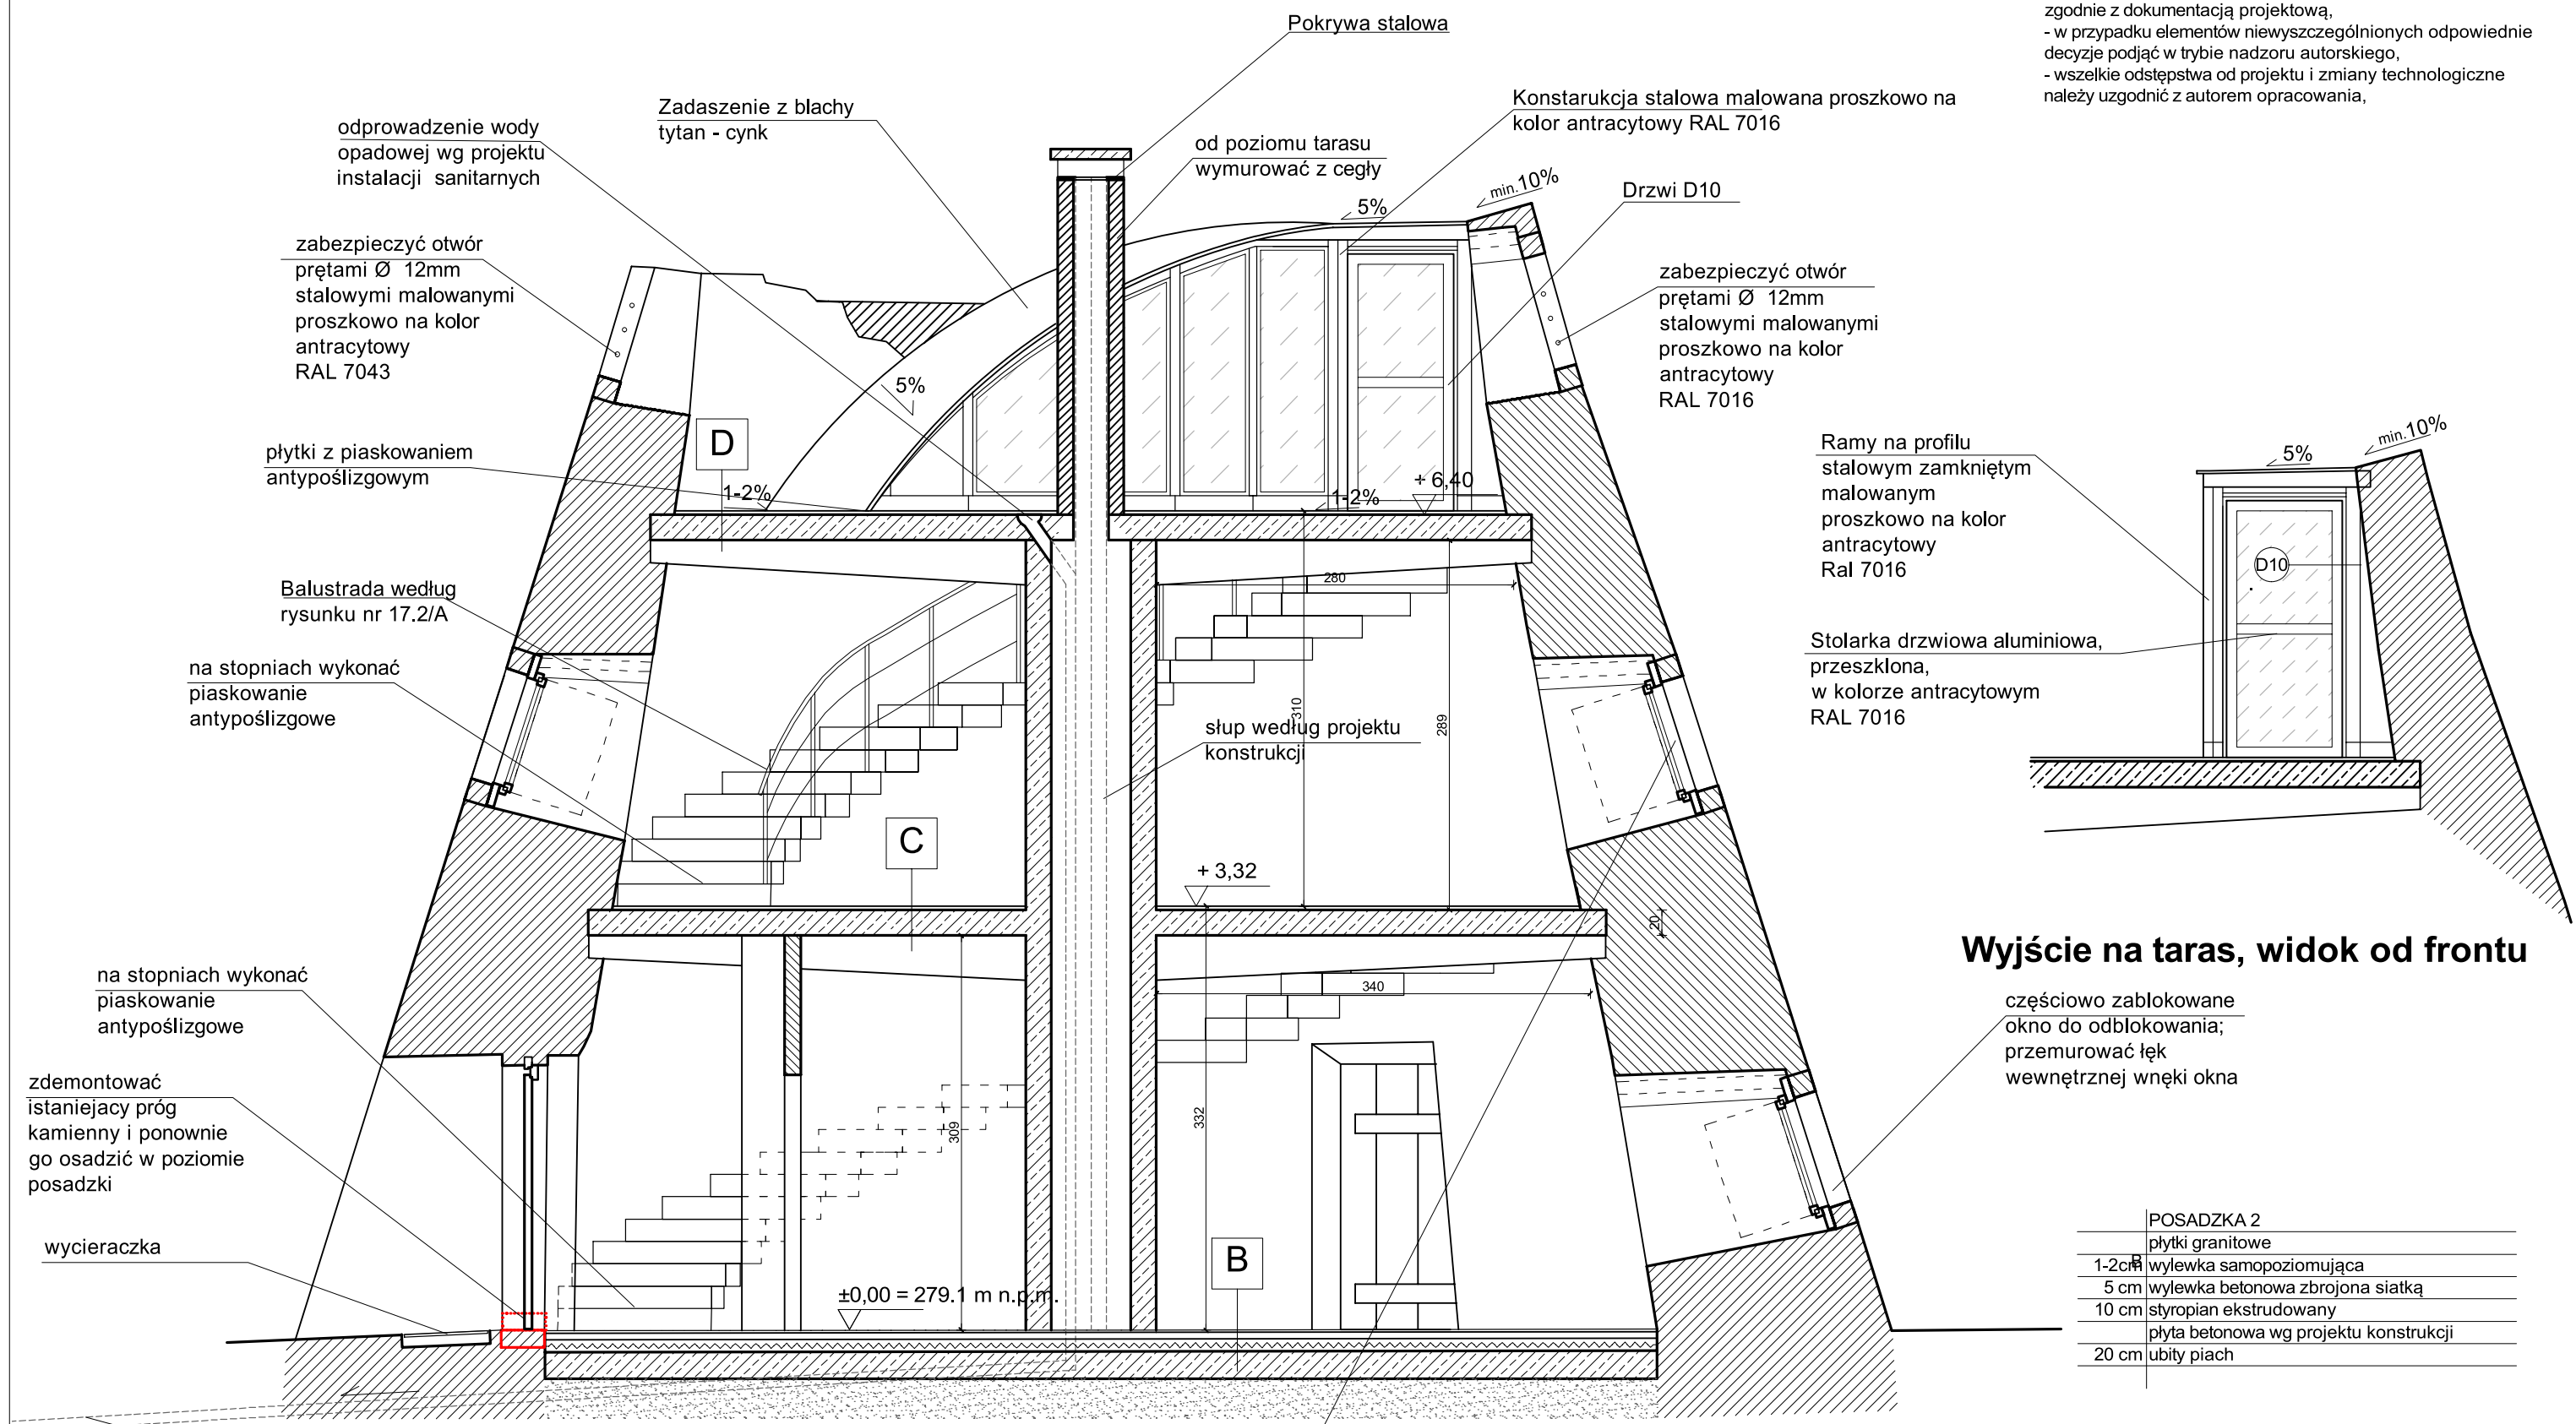 zgodnie z dokumentacją projektową,
- w przypadku elementów niewyszczególnionych odpowiednie
decyzje podjąć w trybie nadzoru autorskiego,
- wszelkie odstępstwa od projektu i zmiany technologiczne
należy uzgodnić z autorem opracowania,
Pokrywa stalowa
Zadaszenie z blachy
tytan - cynk
Konstarukcja stalowa malowana proszkowo na
kolor antracytowy RAL 7016
odprowadzenie wody
opadowej wg projektu
instalacji sanitarnych
od poziomu tarasu
wymurować z cegły
Drzwi D10
min.10%
5%
zabezpieczyć otwór
prętami Ø 12mm
stalowymi malowanymi
proszkowo na kolor
antracytowy
RAL 7043
zabezpieczyć otwór
prętami Ø 12mm
stalowymi malowanymi
proszkowo na kolor
antracytowy
RAL 7016
5%
D
płytki z piaskowaniem
antypoślizgowym
1-2%
1-2%
+ 6,40
Ramy na profilu
stalowym zamkniętym
malowanym
proszkowo na kolor
antracytowy
Ral 7016
5%
min.10%
D10
Stolarka drzwiowa aluminiowa,
przeszklona,
w kolorze antracytowym
RAL 7016
Balustrada według
rysunku nr 17.2/A
280
na stopniach wykonać
piaskowanie
antypoślizgowe
310
289
słup według projektu
konstrukcji
C
+ 3,32
20
Wyjście na taras, widok od frontu
na stopniach wykonać
piaskowanie
antypoślizgowe
340
częściowo zablokowane
okno do odblokowania;
przemurować łęk
wewnętrznej wnęki okna
zdemontować
istaniejacy próg
kamienny i ponownie
go osadzić w poziomie
posadzki
309
332
wycieraczka
B
±0,00 = 279.1 m n.p.m.
POSADZKA 2
płytki granitowe
B
1-2cm wylewka samopoziomująca
5 cm wylewka betonowa zbrojona siatką
10 cm styropian ekstrudowany
płyta betonowa wg projektu konstrukcji
20 cm ubity piach